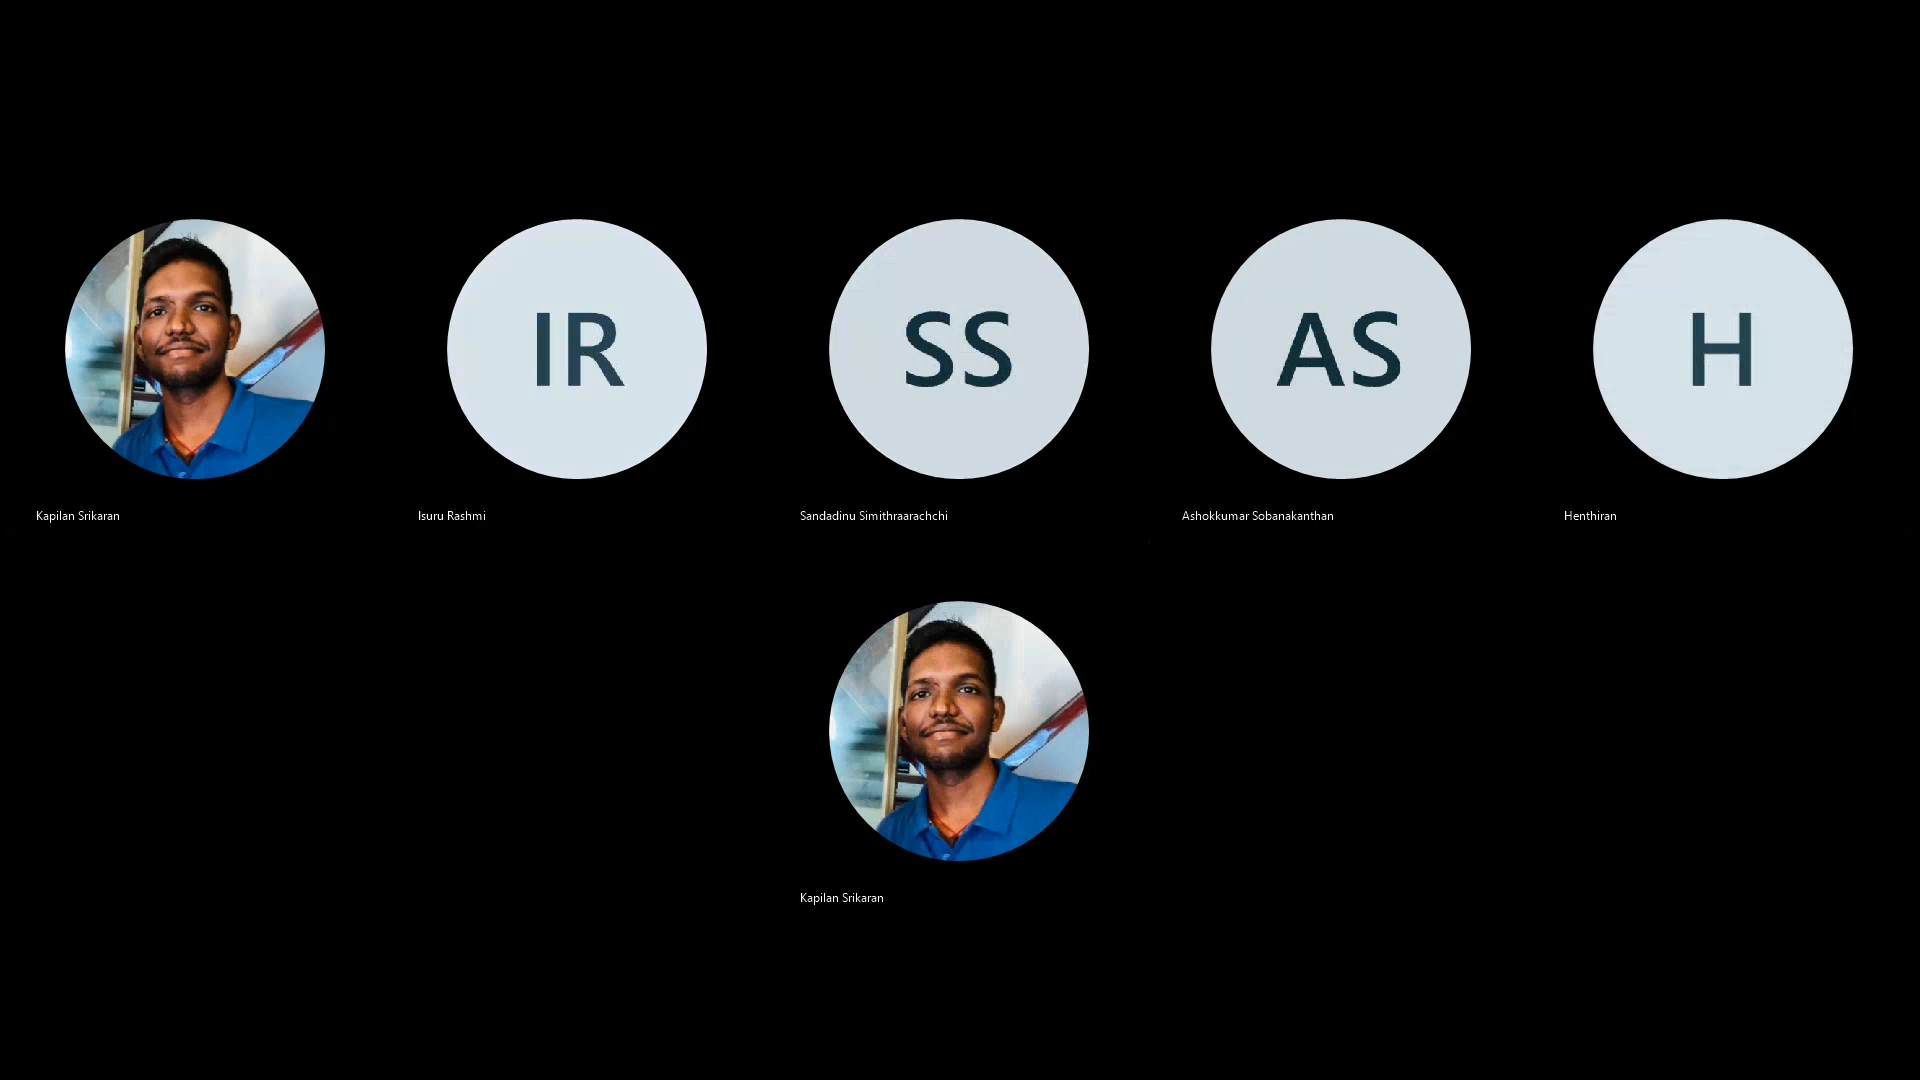 IR
SS
AS
H
Kapilan Srikaran
Isuru Rashmi
Sandadinu Simithraarachchi
Ashokkumar Sobanakanthan
Henthiran
Kapilan Srikaran